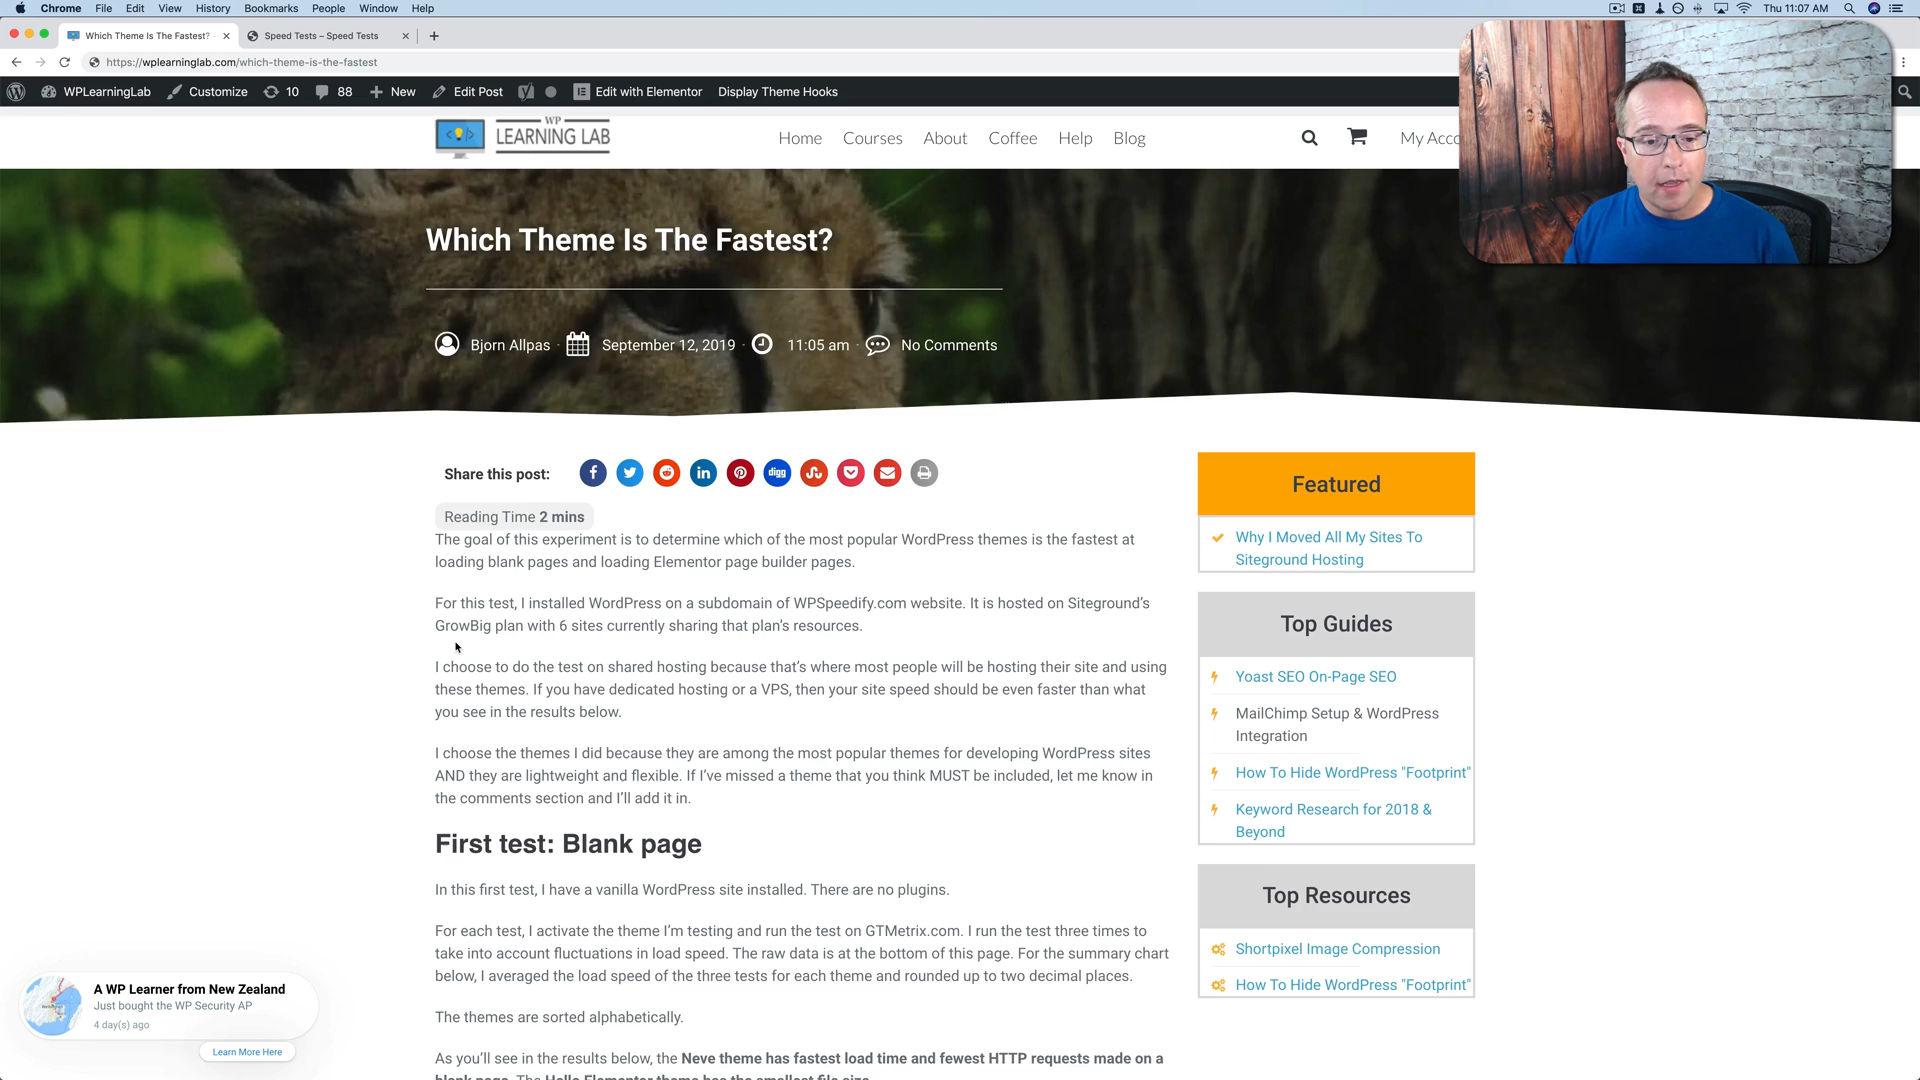 Chrome File Edit View History Bookmarks People Window Help
Thu 11:07 AM
Which Theme Is The Fastest?
Speed Tests – Speed Tests
https://wplearninglab.com/which-theme-is-the-fastest
WPLearningLab Customize 10 88 New Edit Post Edit with Elementor Display Theme Hooks
WP
LEARNING LAB
Home Courses About Coffee Help Blog
My Acco
Which Theme Is The Fastest?
Bjorn Allpas · September 12, 2019 · 11:05 am · No Comments
Share this post:
digg
Reading Time 2 mins
The goal of this experiment is to determine which of the most popular WordPress themes is the fastest at
loading blank pages and loading Elementor page builder pages.
For this test, I installed WordPress on a subdomain of WPSpeedify.com website. It is hosted on Siteground's
GrowBig plan with 6 sites currently sharing that plan's resources.
I choose to do the test on shared hosting because that's where most people will be hosting their site and using
these themes. If you have dedicated hosting or a VPS, then your site speed should be even faster than what
you see in the results below.
I choose the themes I did because they are among the most popular themes for developing WordPress sites
AND they are lightweight and flexible. If I've missed a theme that you think MUST be included, let me know in
the comments section and I'll add it in.
First test: Blank page
In this first test, I have a vanilla WordPress site installed. There are no plugins.
For each test, I activate the theme I'm testing and run the test on GTMetrix.com. I run the test three times to
take into account fluctuations in load speed. The raw data is at the bottom of this page. For the summary chart
below, I averaged the load speed of the three tests for each theme and rounded up to two decimal places.
The themes are sorted alphabetically.
As you'll see in the results below, the Neve theme has fastest load time and fewest HTTP requests made on a
blank page. The Hello Elementor theme has the smallest file size.
Featured
Why I Moved All My Sites To
Siteground Hosting
Top Guides
Yoast SEO On-Page SEO
MailChimp Setup & WordPress
Integration
How To Hide WordPress "Footprint"
Keyword Research for 2018 &
Beyond
Top Resources
Shortpixel Image Compression
How To Hide WordPress "Footprint"
A WP Learner from New Zealand
Just bought the WP Security AP
4 day(s) ago
Learn More Here